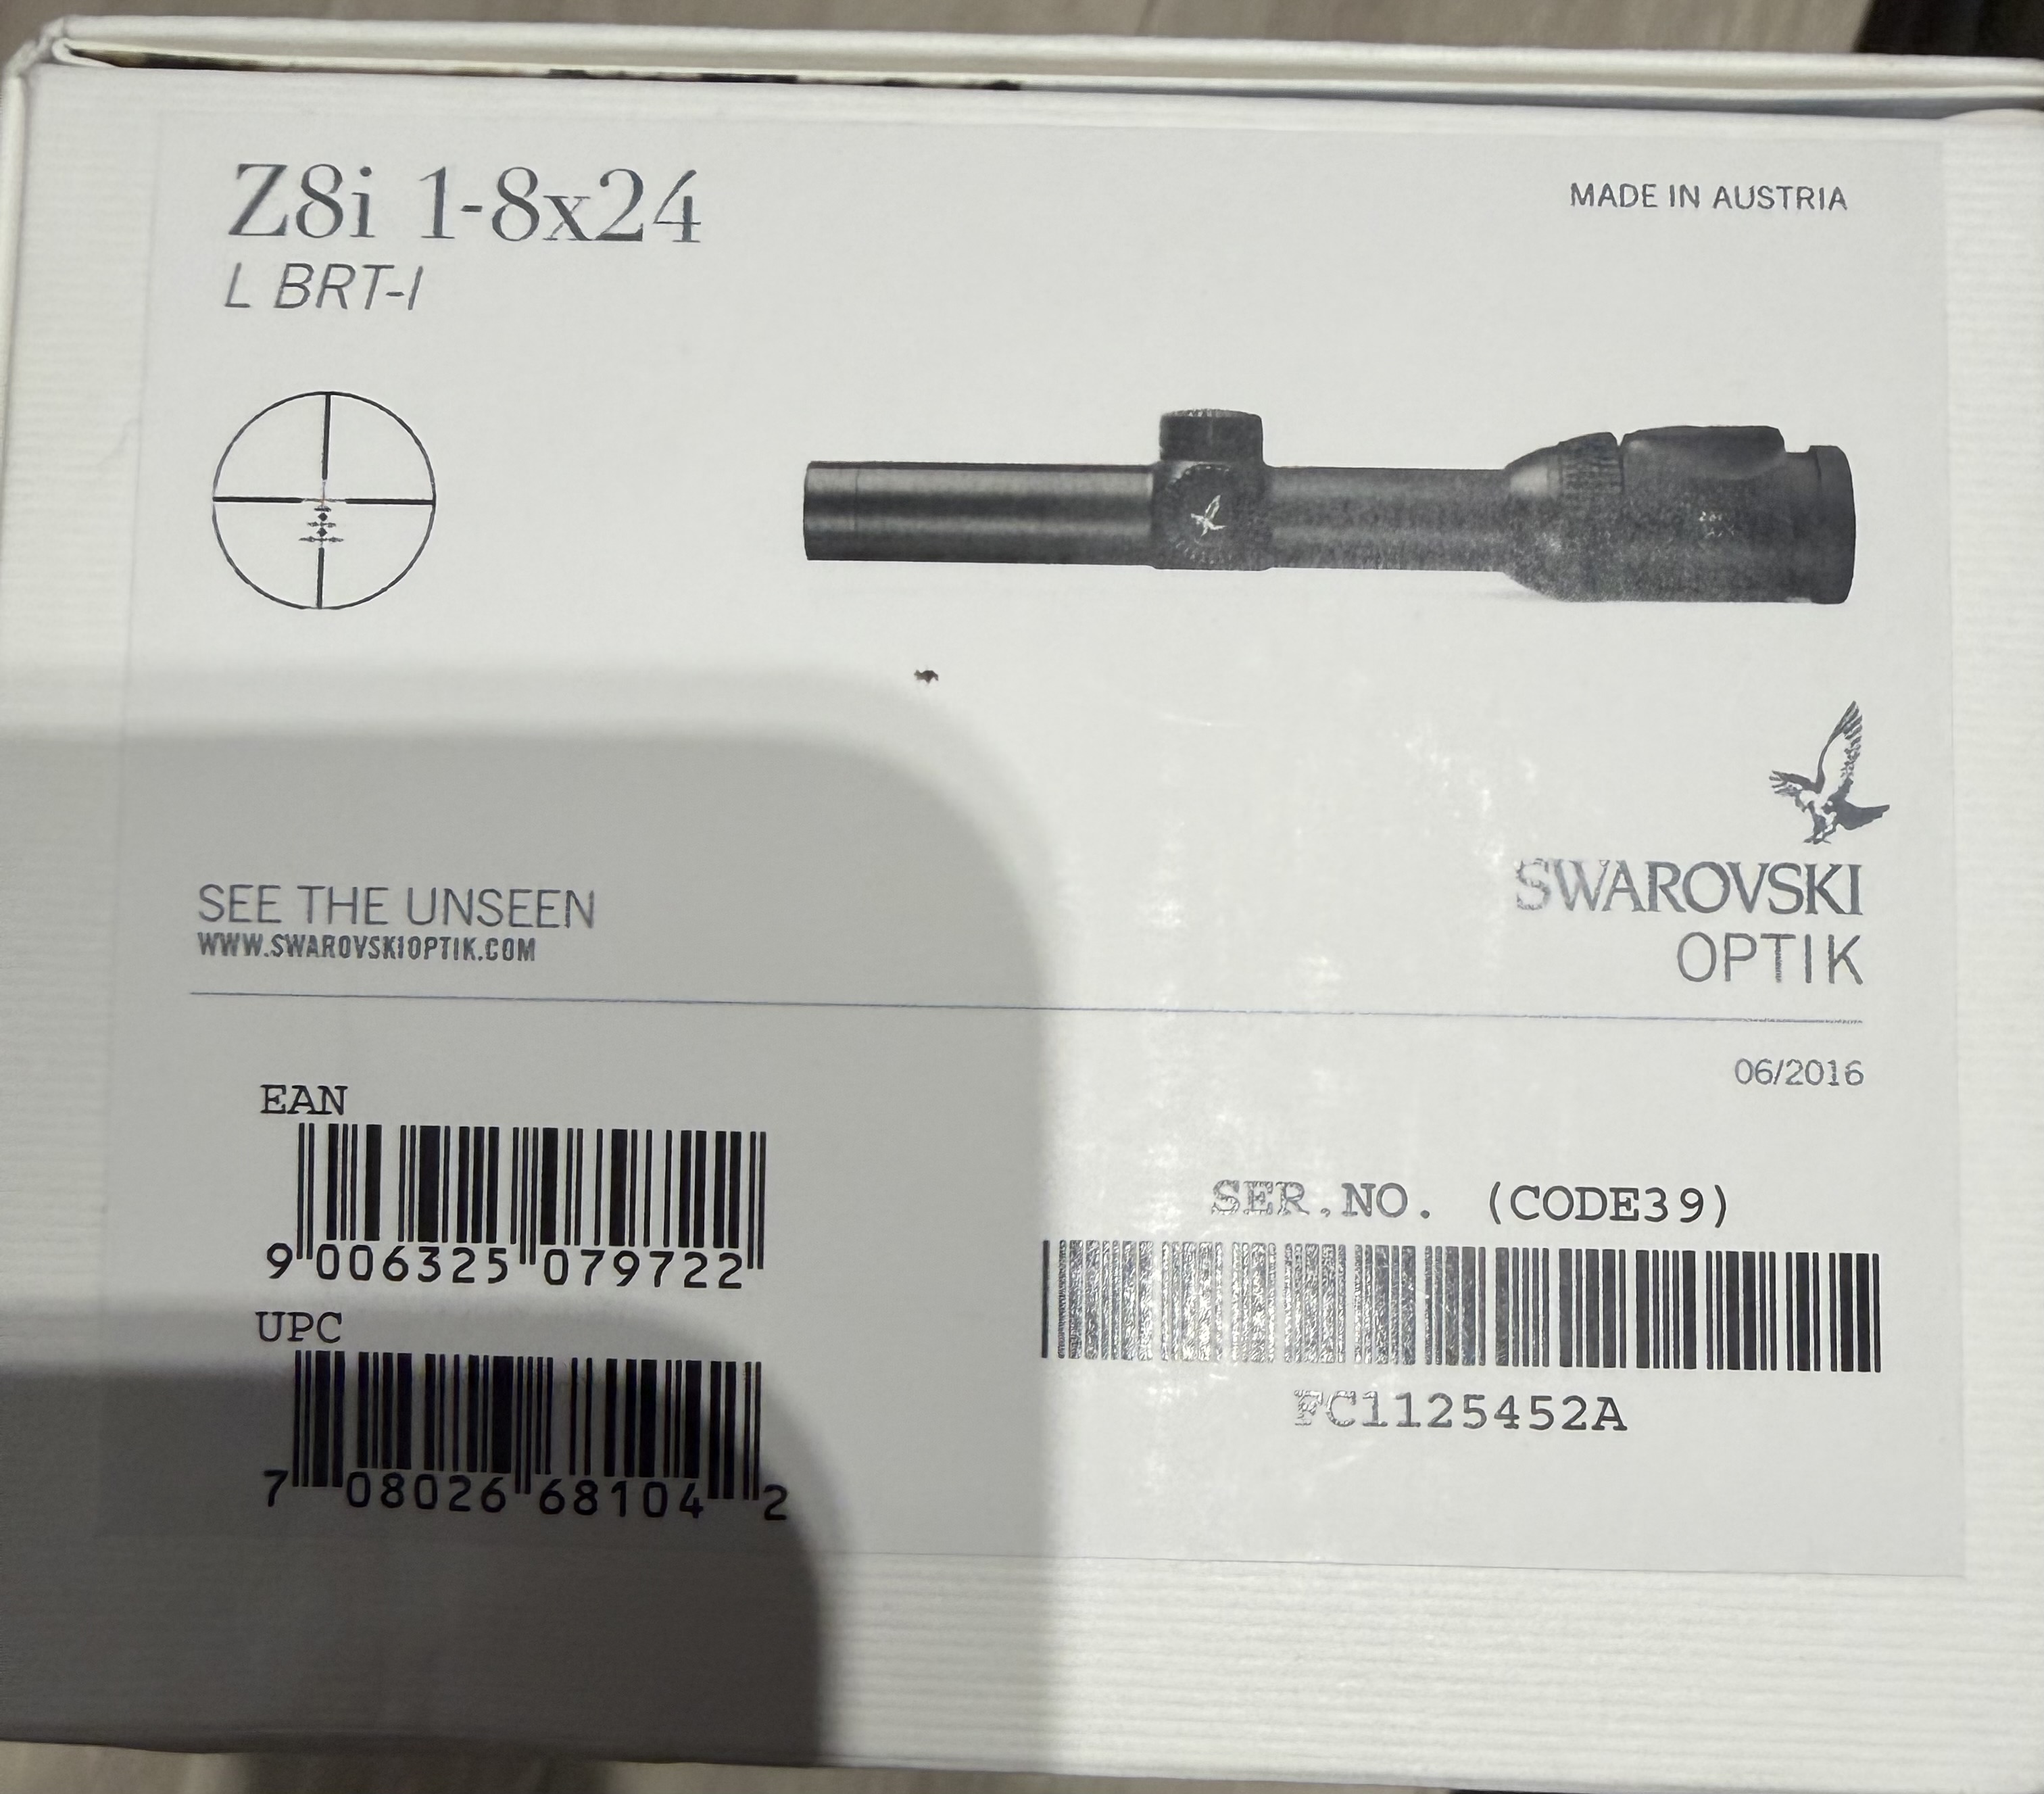 Z8i 1-8x24
MADE IN AUSTRIA
L BRT-I
SEE THE UNSEEN
WWW.SWAROVSKIOPTIK.COM
SWAROVSKI
OPTIK
06/2016
EAN
9 006325 079722
UPC
7 08026 68104 2
SER.NO. (CODE39)
FC1125452A